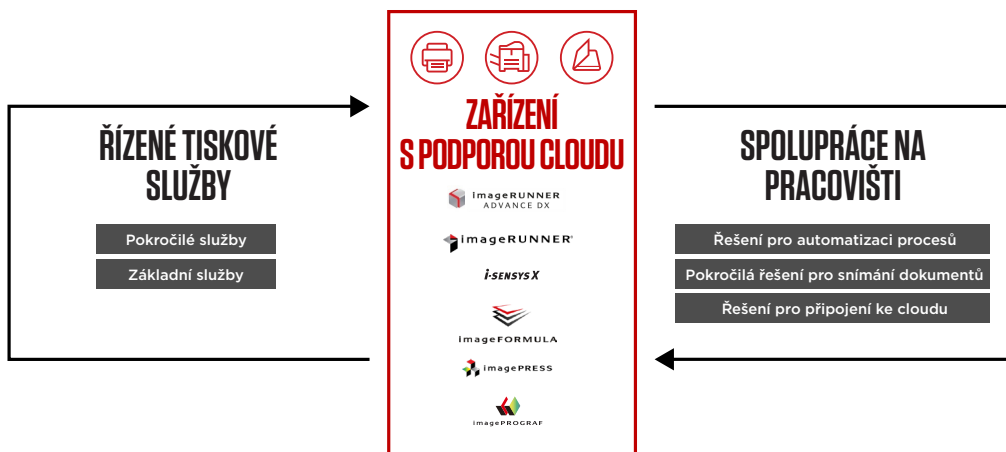 ŘÍZENÉ TISKOVÉ
SLUŽBY
Pokročilé služby
Základní služby
ZAŘÍZENÍ
S PODPOROU CLOUDU
imageRUNNER
ADVANCE DX
imageRUNNER®
i-SENSYS X
imageFORMULA
imagePRESS
imagePROGRAF
SPOLUPRÁCE NA
PRACOVIŠTI
Řešení pro automatizaci procesů
Pokročilá řešení pro snímání dokumentů
Řešení pro připojení ke cloudu